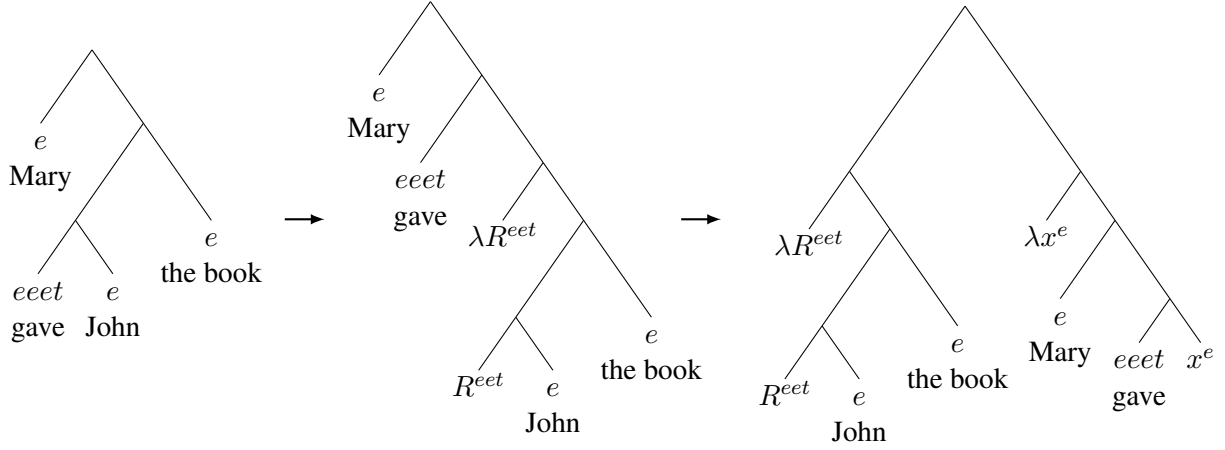 e
Mary
eeet
gave
e
John
e
the book
e
Mary
eeet
gave
λR^{eet}
R^{eet}
e
John
e
the book
λR^{eet}
R^{eet}
e
John
e
the book
λx^{e}
e
Mary
eeet
gave
x^{e}